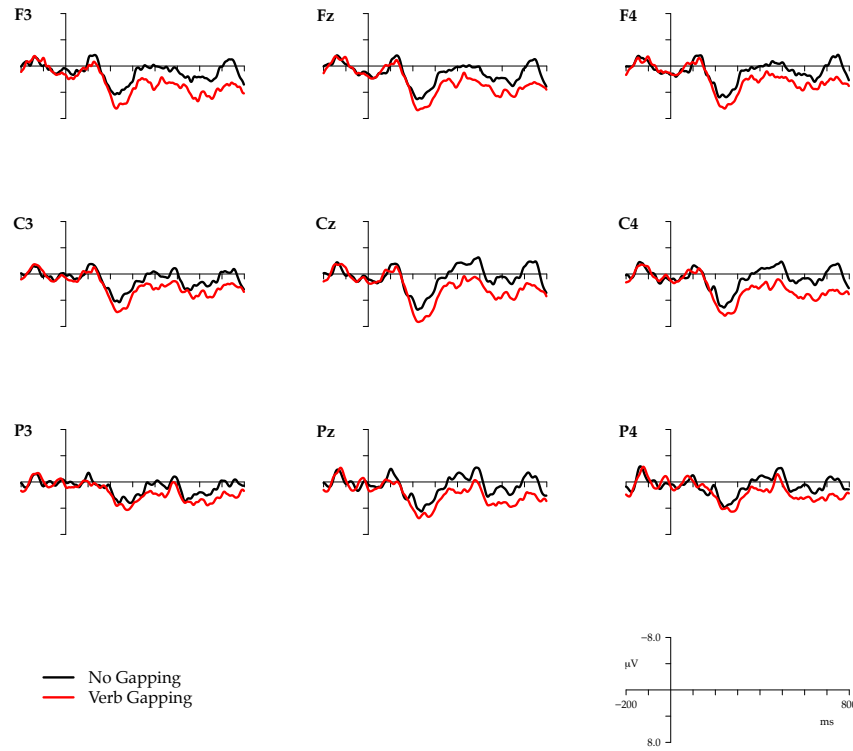 F3 Fz F4
C3 Cz C4
P3 Pz P4
−8.0
μV
−200 800
ms
8.0
No Gapping
Verb Gapping